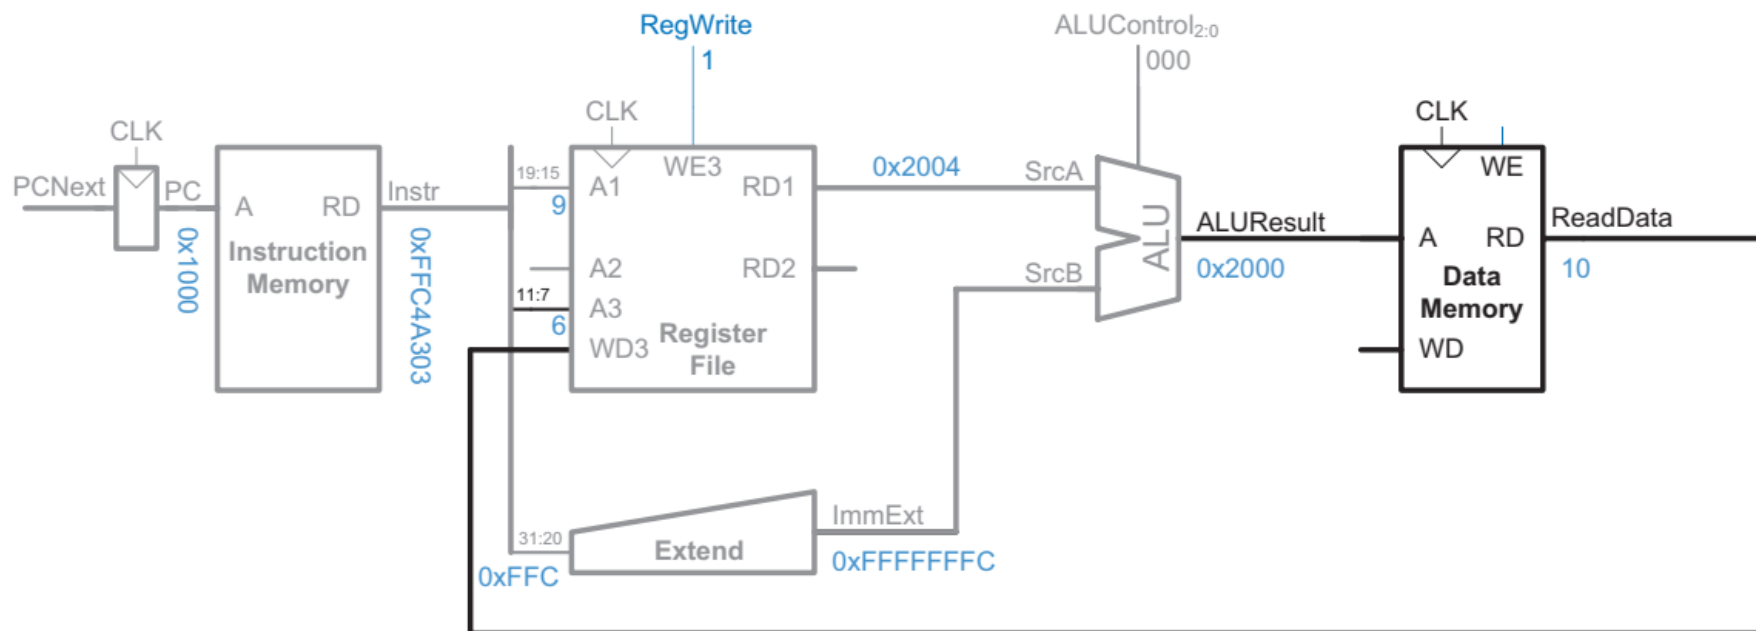 RegWrite
1
ALUControl2:0
000
CLK
CLK
CLK
PCNext
PC
0x1000
A
RD
Instruction
Memory
Instr
0xFFC4A303
19:15
9
A1
WE3
RD1
0x2004
SrcA
A2
RD2
11:7
6
A3
WD3
Register
File
SrcB
ALU
ALUResult
0x2000
WE
A
RD
Data
Memory
WD
ReadData
10
31:20
0xFFC
Extend
ImmExt
0xFFFFFFFC